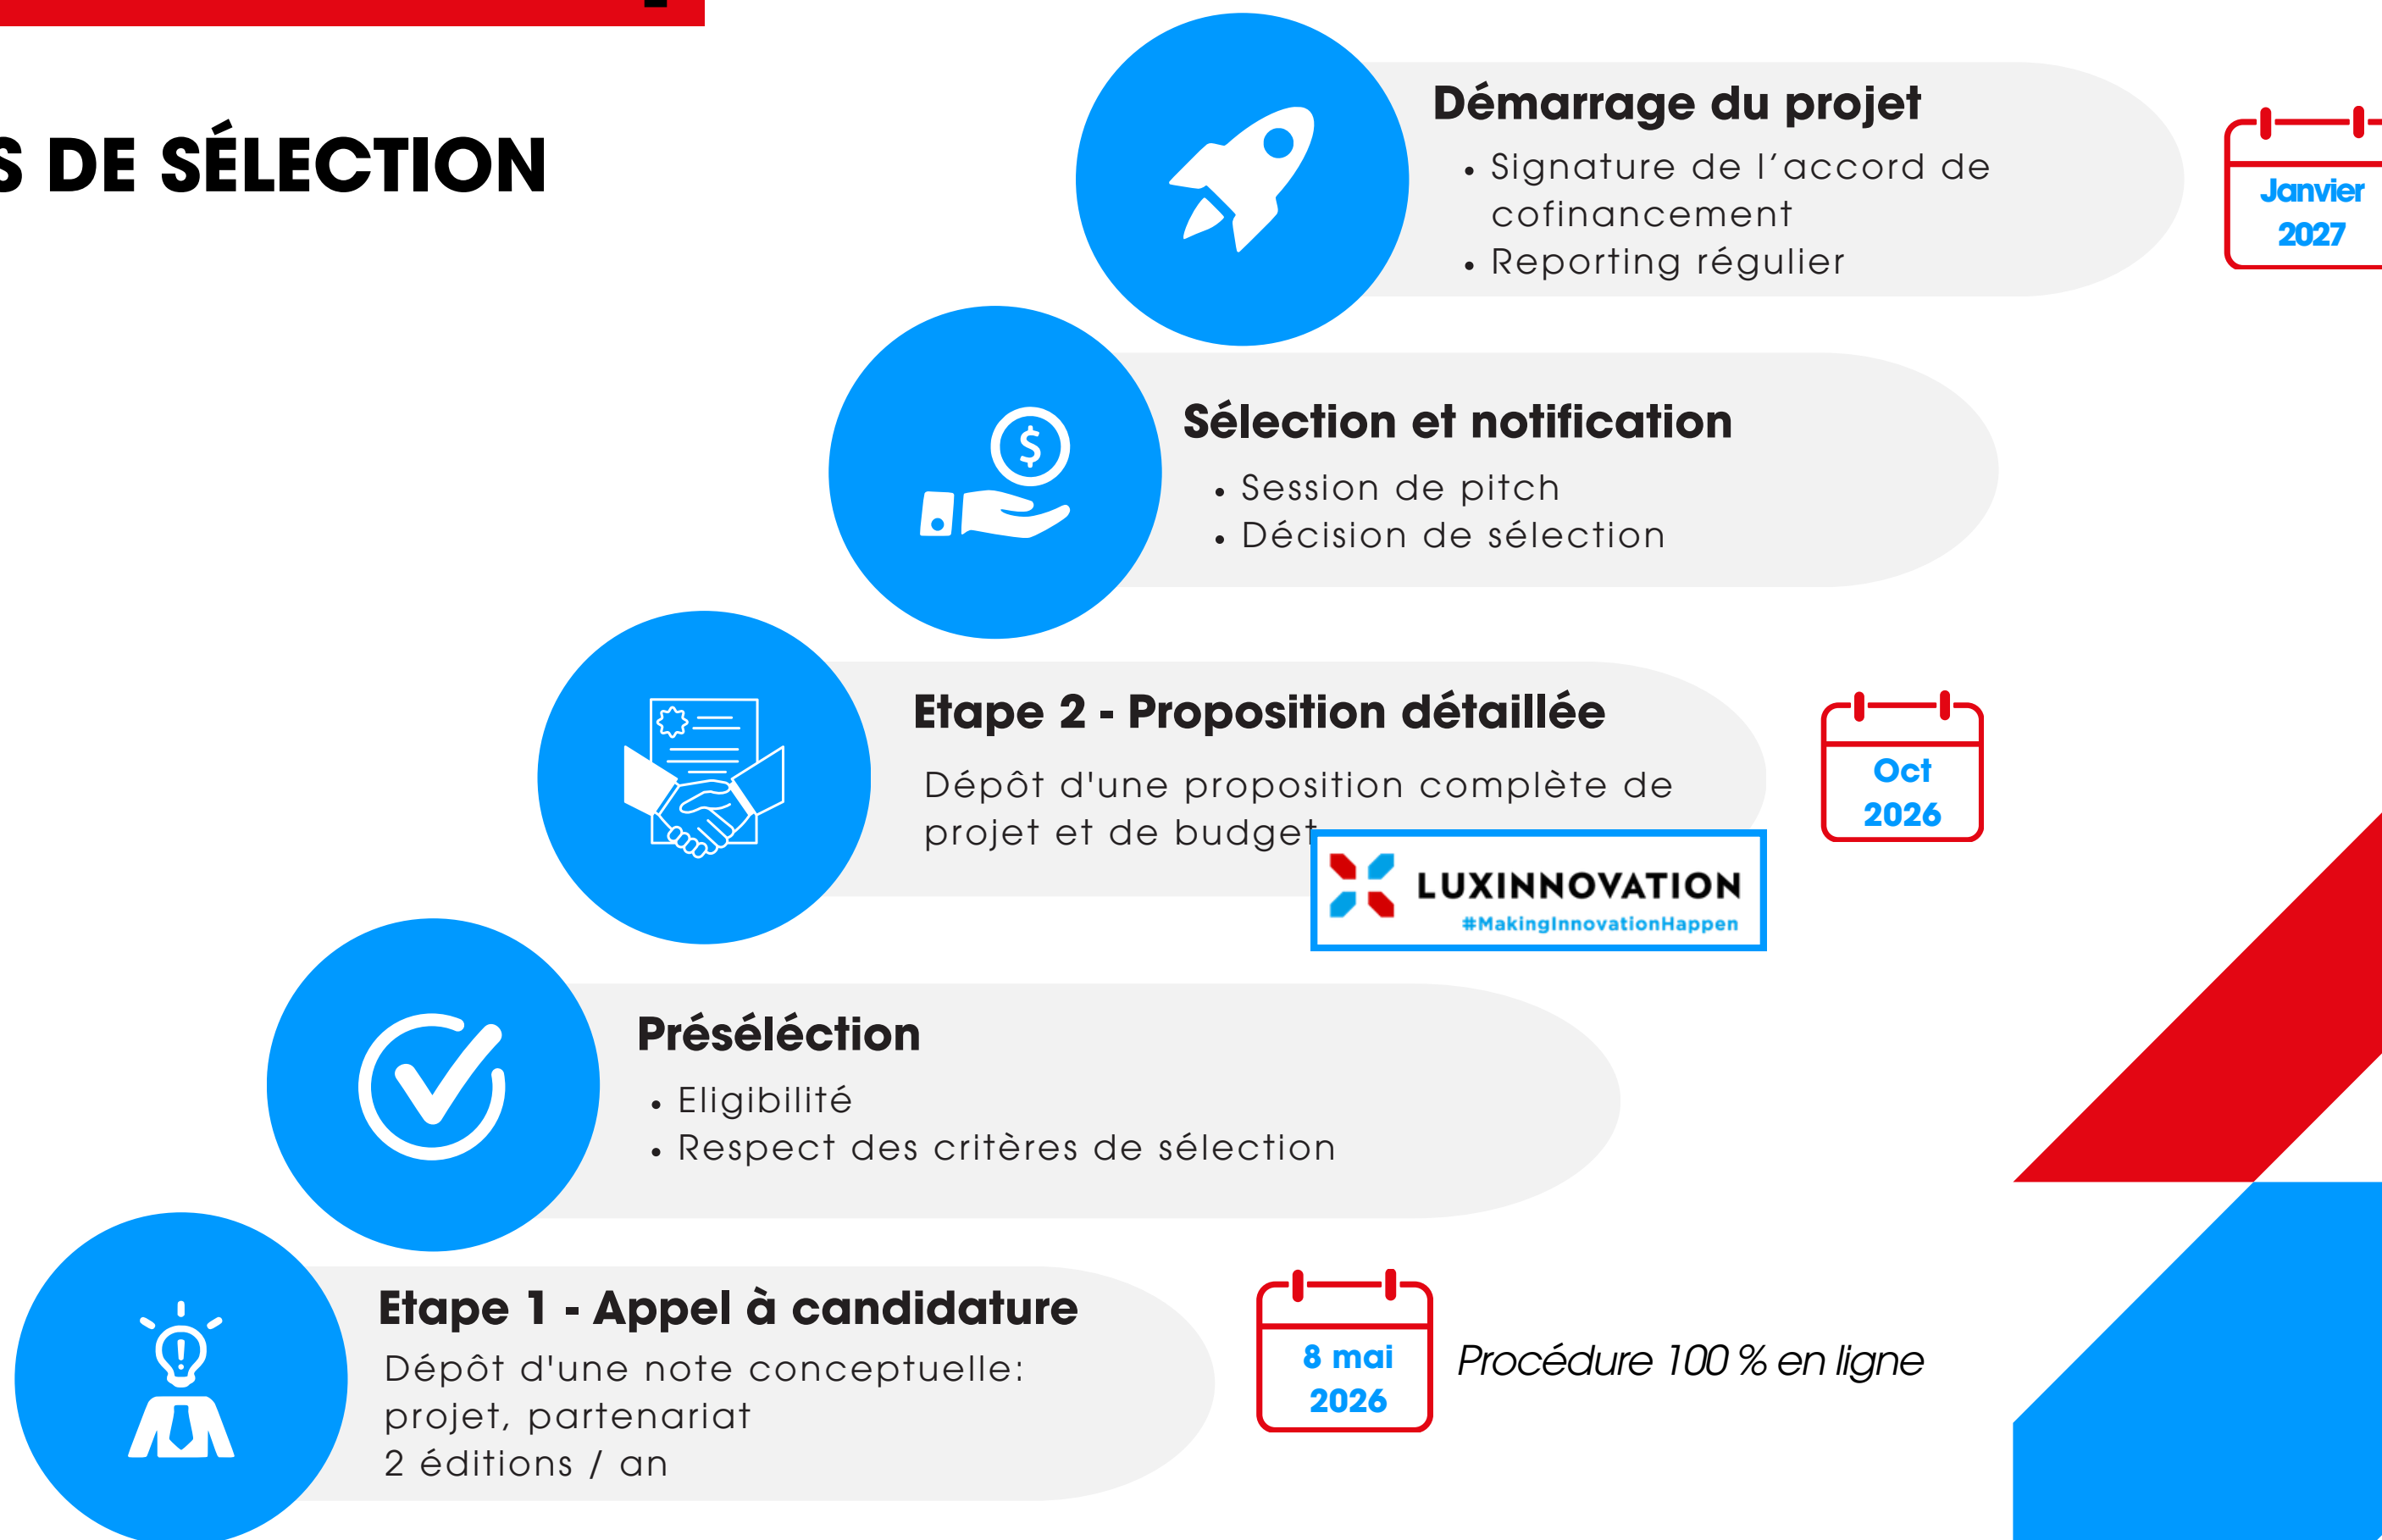 S DE SÉLECTION
Démarrage du projet
• Signature de l’accord de
cofinancement
• Reporting régulier
Janvier
2027
$
Sélection et notification
• Session de pitch
• Décision de sélection
Etape 2 - Proposition détaillée
Dépôt d'une proposition complète de
projet et de budget
Oct
2026
LUXINNOVATION
#MakingInnovationHappen
Préséléction
• Eligibilité
• Respect des critères de sélection
Etape 1 - Appel à candidature
Dépôt d'une note conceptuelle:
projet, partenariat
2 éditions / an
8 mai
2026
Procédure 100 % en ligne